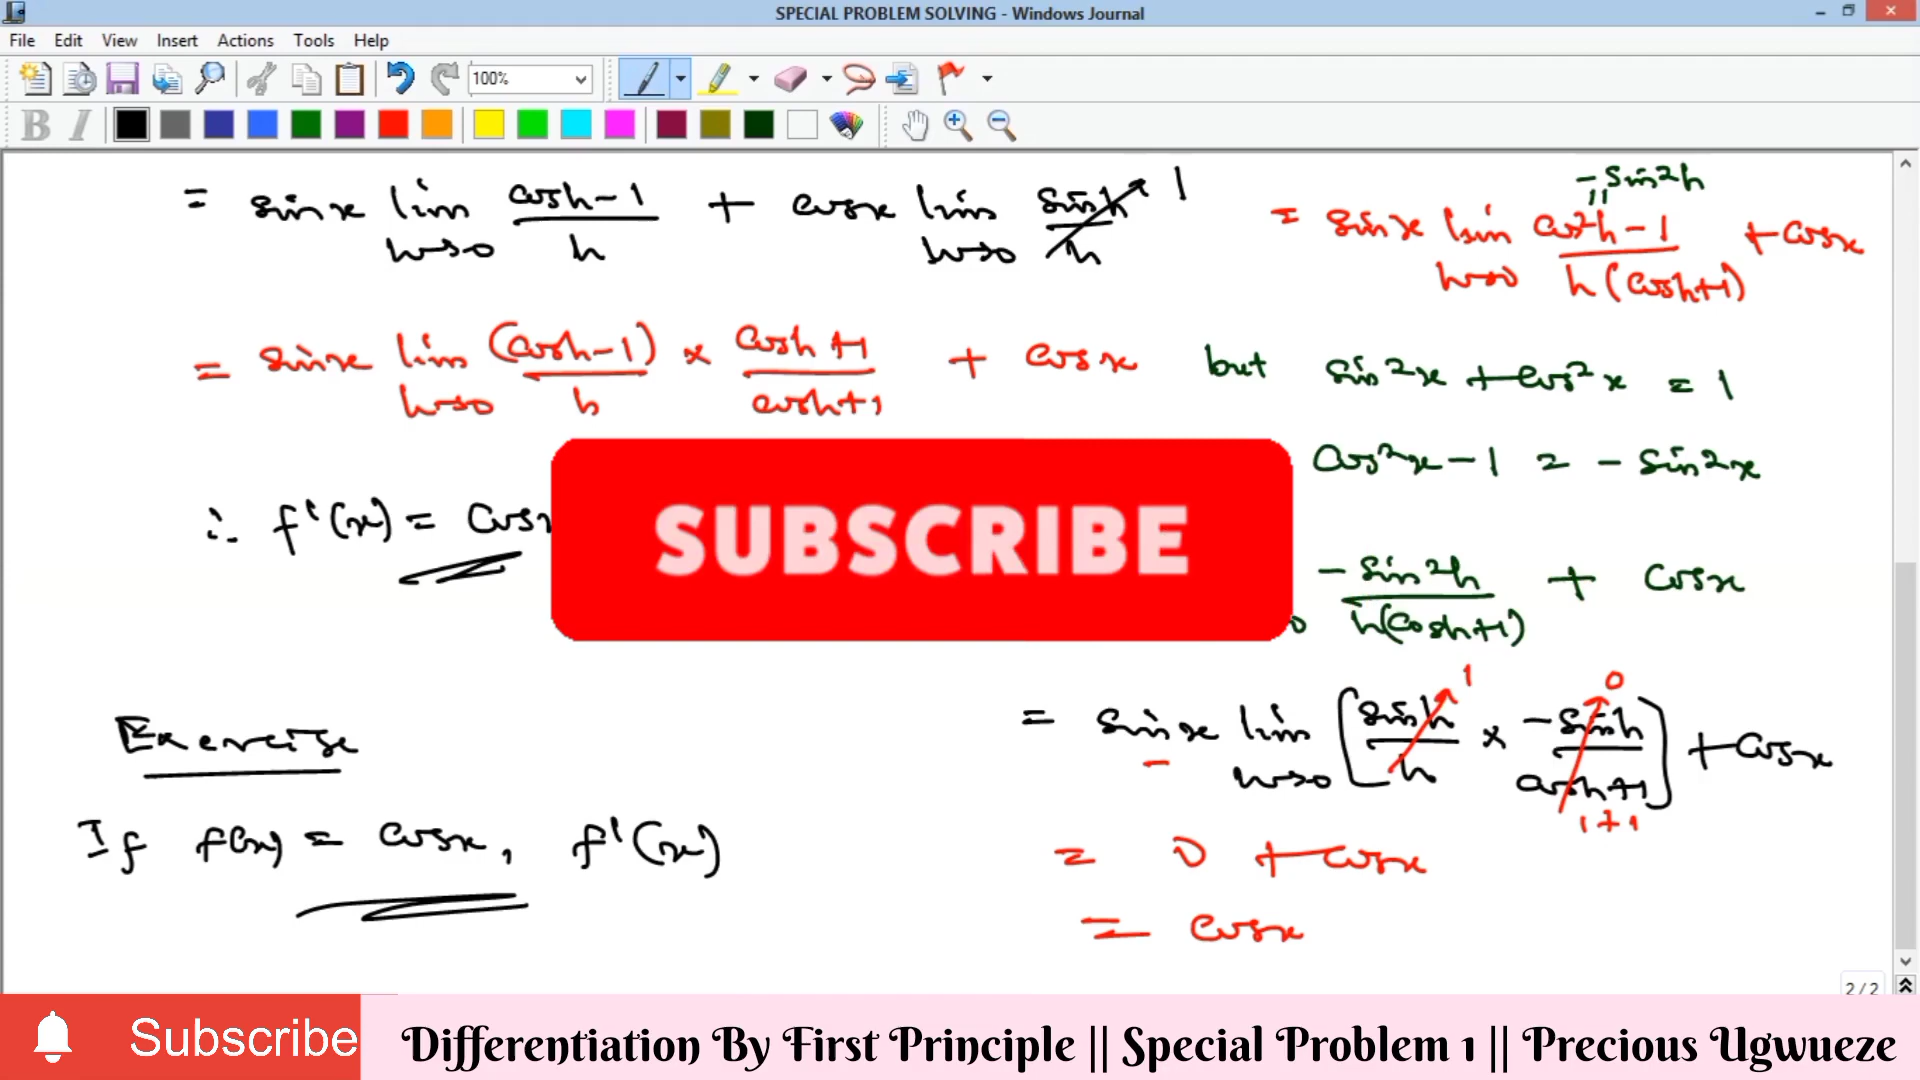 SPECIAL PROBLEM SOLVING - Windows Journal
File Edit View Insert Actions Tools Help
100%
B I
= sinx lim h→0 (cosh-1)/h + cosx lim h→0 sinh/h 1
= sinx lim h→0 (cosh-1)/h × (cosh+1)/(cosh+1) + cosx
∴ f'(x) = cosx
SUBSCRIBE
Exercise
If f(x) = cosx, f'(x)
-sin²h
= sinx lim h→0 (cos²h-1)/(h(cosh+1)) + cosx
but sin²x + cos²x = 1
cos²x - 1 = -sin²x
-sin²h/(h(cosh+1)) + cosx
= sinx lim h→0 [sinh/h × -sinh/(cosh+1)] + cosx
1 0
1+1
= 0 + cosx
= cosx
2 / 2
Subscribe
Differentiation By First Principle || Special Problem 1 || Precious Ugwueze